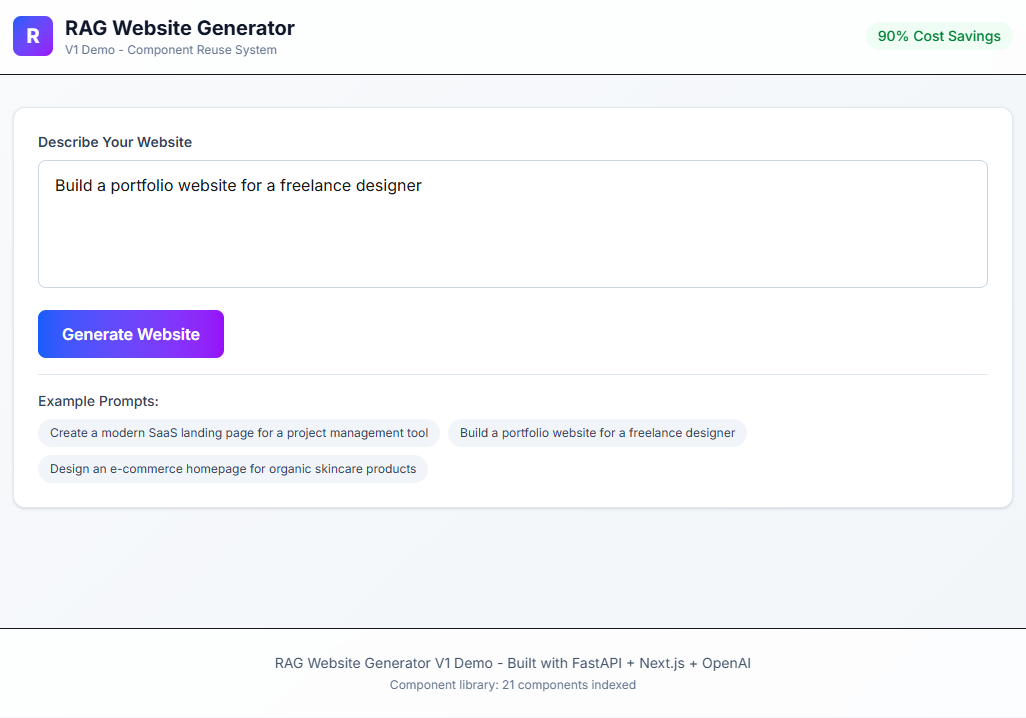 R
RAG Website Generator
V1 Demo - Component Reuse System
90% Cost Savings
Describe Your Website
Build a portfolio website for a freelance designer
Generate Website
Example Prompts:
Create a modern SaaS landing page for a project management tool
Build a portfolio website for a freelance designer
Design an e-commerce homepage for organic skincare products
RAG Website Generator V1 Demo - Built with FastAPI + Next.js + OpenAI
Component library: 21 components indexed